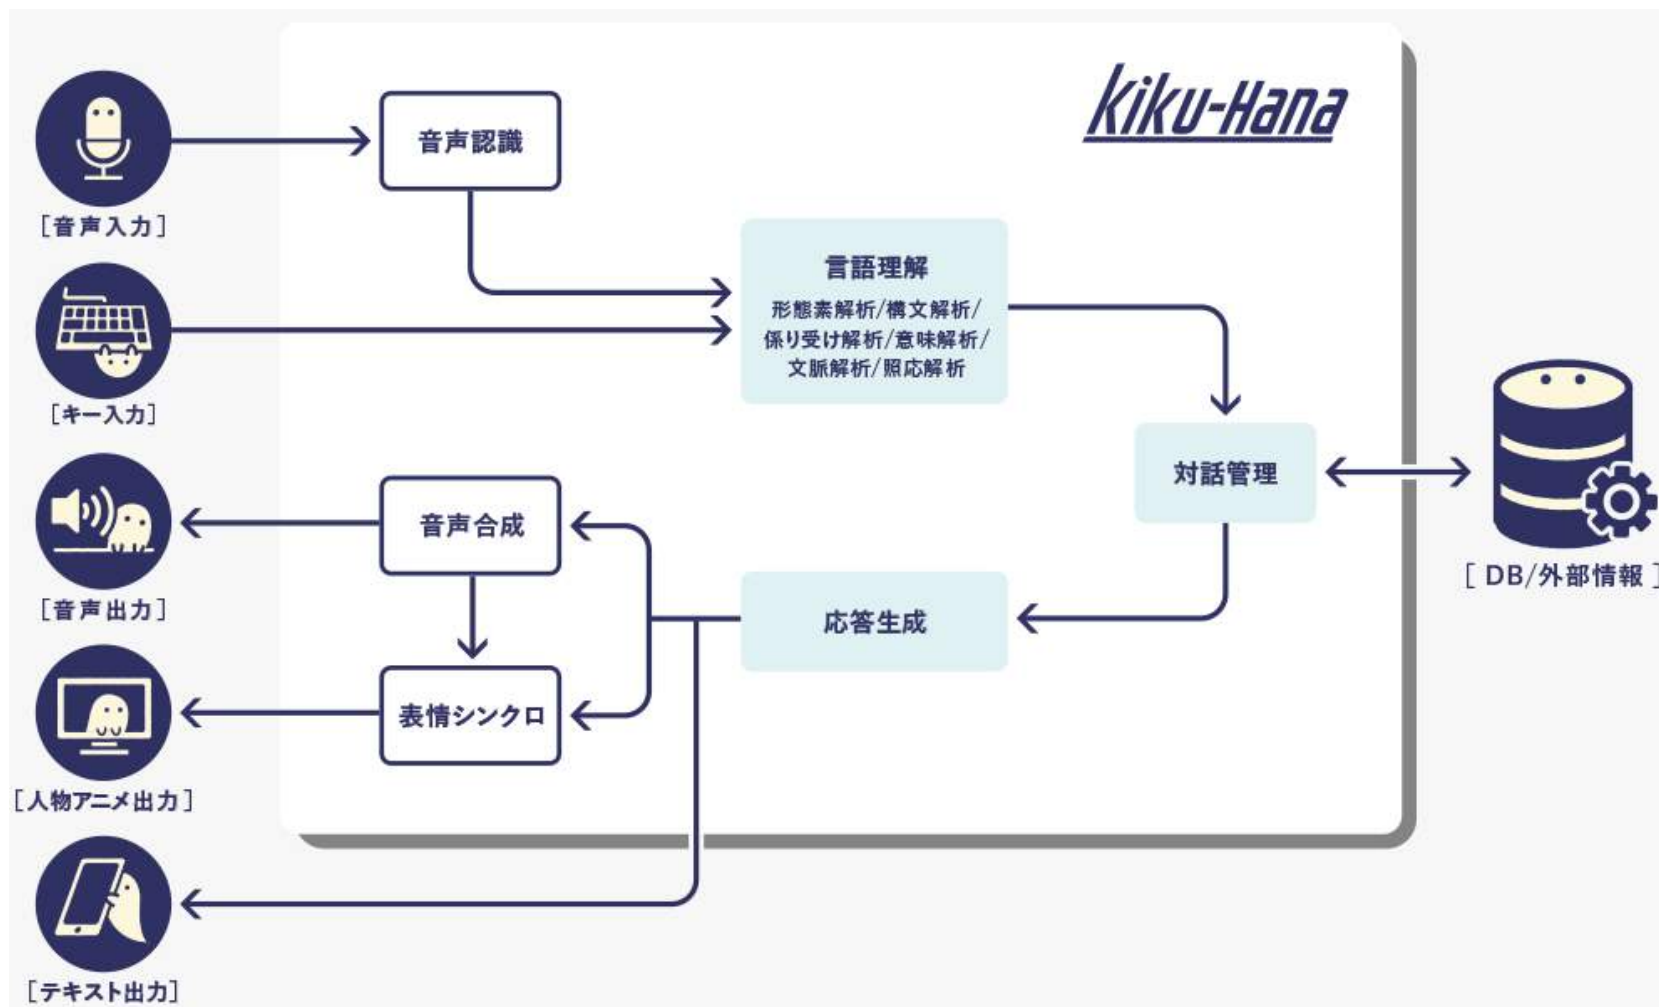 kiku-Hana
音声認識
[音声入力]
言語理解
形態素解析/構文解析/
係り受け解析/意味解析/
文脈解析/照応解析
[キー入力]
対話管理
音声合成
[DB/外部情報]
[音声出力]
応答生成
表情シンクロ
[人物アニメ出力]
[テキスト出力]